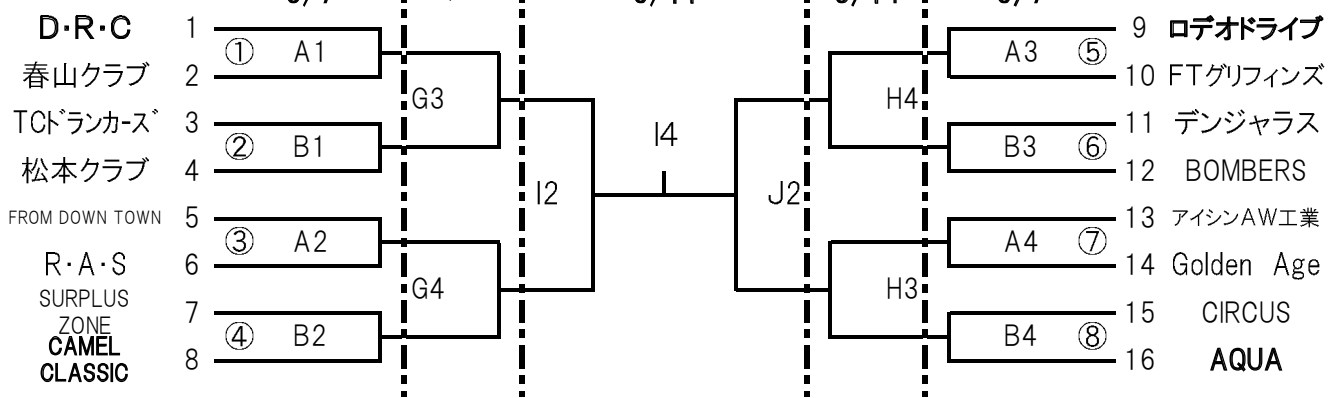 D・R・C 1
① A1
春山クラブ 2
G3
TCドランカーズ 3
② B1
松本クラブ 4
I2
FROM DOWN TOWN 5
③ A2
R・A・S 6
G4
SURPLUS
ZONE 7
④ B2
CAMEL
CLASSIC 8
I4
J2
9 ロデオドライブ
A3 ⑤
10 FTグリフィンズ
H4
11 デンジャラス
B3 ⑥
12 BOMBERS
13 アイシンAW工業
A4 ⑦
14 Golden Age
H3
15 CIRCUS
B4 ⑧
16 AQUA